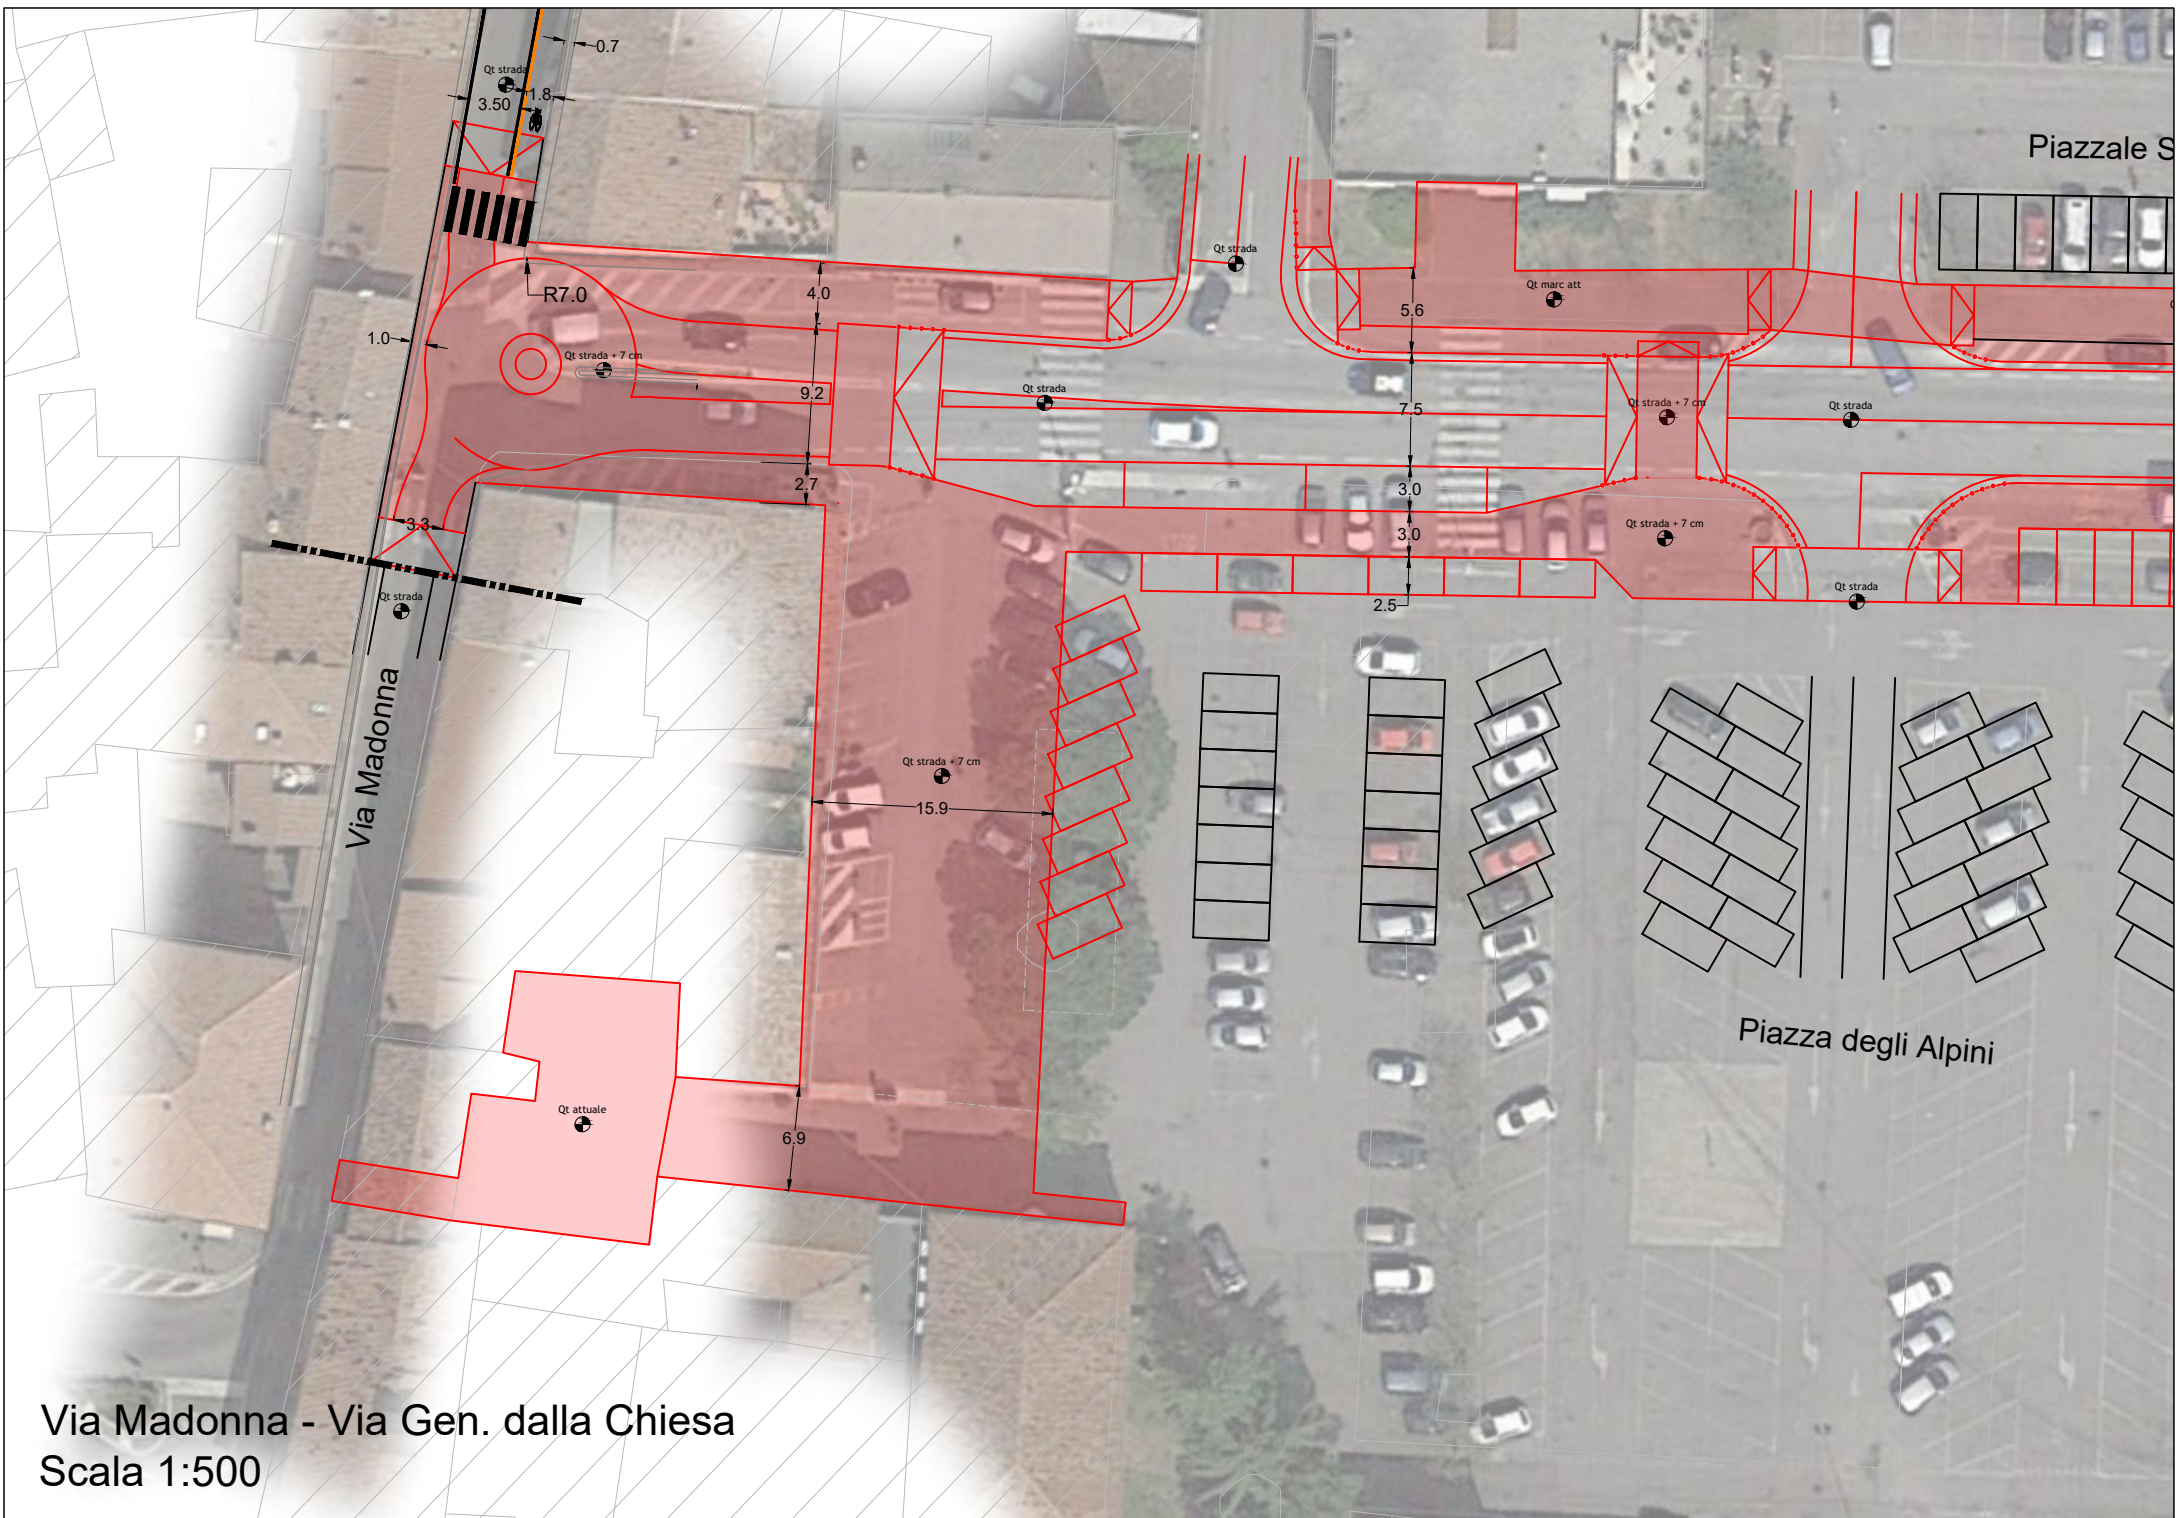 0.7
Qt strada
3.50
1.8
Piazzale S
Qt strada
R7.0
4.0
5.6
Qt marc att
1.0
Qt strada + 7 cm
9.2
Qt strada
7.5
Qt strada + 7 cm
Qt strada
2.7
3.0
3.3
3.0
Qt strada + 7 cm
Qt strada
2.5
Qt strada
Via Madonna
Qt strada + 7 cm
15.9
Piazza degli Alpini
Qt attuale
6.9
Via Madonna - Via Gen. dalla Chiesa
Scala 1:500